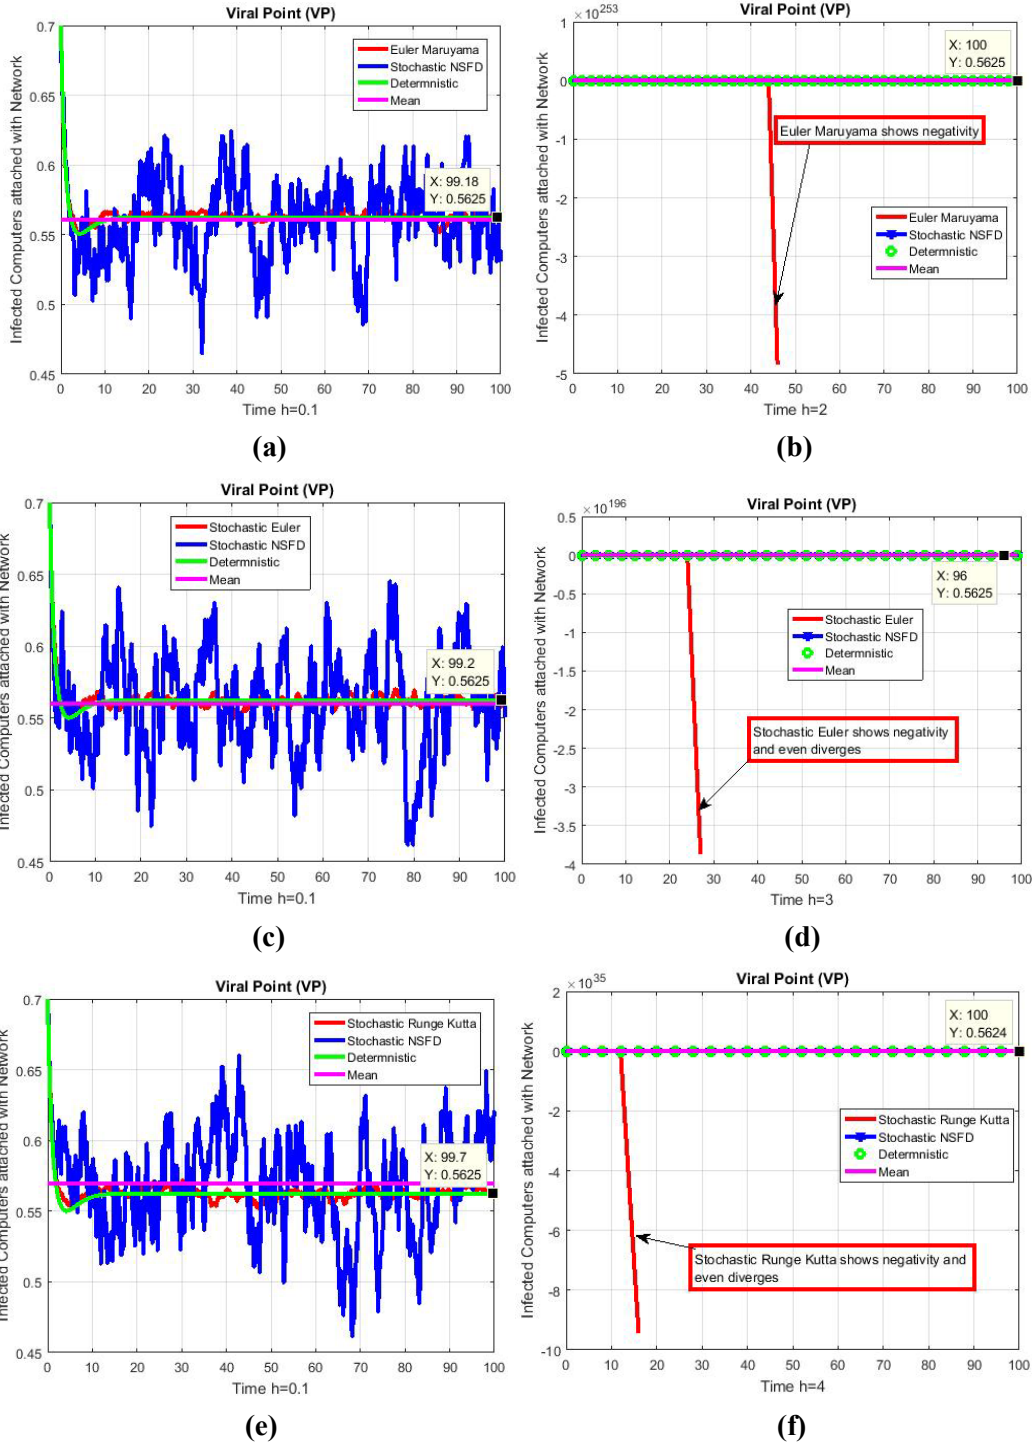 Viral Point (VP)
Infected Computers attached with Network
0.7
0.65
0.6
0.55
0.5
0.45
Euler Maruyama
Stochastic NSFD
Determnistic
Mean
X: 99.18
Y: 0.5625
0 10 20 30 40 50 60 70 80 90 100
Time h=0.1
(a)
Viral Point (VP)
×10^253
Infected Computers attached with Network
1
0
-1
-2
-3
-4
-5
X: 100
Y: 0.5625
Euler Maruyama shows negativity
Euler Maruyama
Stochastic NSFD
Determnistic
Mean
0 10 20 30 40 50 60 70 80 90 100
Time h=2
(b)
Viral Point (VP)
Infected Computers attached with Network
0.7
0.65
0.6
0.55
0.5
0.45
Stochastic Euler
Stochastic NSFD
Determnistic
Mean
X: 99.2
Y: 0.5625
0 10 20 30 40 50 60 70 80 90 100
Time h=0.1
(c)
Viral Point (VP)
×10^196
Infected Computers attached with Network
0.5
0
-0.5
-1
-1.5
-2
-2.5
-3
-3.5
-4
X: 96
Y: 0.5625
Stochastic Euler
Stochastic NSFD
Determnistic
Mean
Stochastic Euler shows negativity
and even diverges
0 10 20 30 40 50 60 70 80 90 100
Time h=3
(d)
Viral Point (VP)
Infected Computers attached with Network
0.7
0.65
0.6
0.55
0.5
0.45
Stochastic Runge Kutta
Stochastic NSFD
Determnistic
Mean
X: 99.7
Y: 0.5625
0 10 20 30 40 50 60 70 80 90 100
Time h=0.1
(e)
Viral Point (VP)
×10^35
Infected Computers attached with Network
2
0
-2
-4
-6
-8
-10
X: 100
Y: 0.5624
Stochastic Runge Kutta
Stochastic NSFD
Determnistic
Mean
Stochastic Runge Kutta shows negativity and
even diverges
0 10 20 30 40 50 60 70 80 90 100
Time h=4
(f)